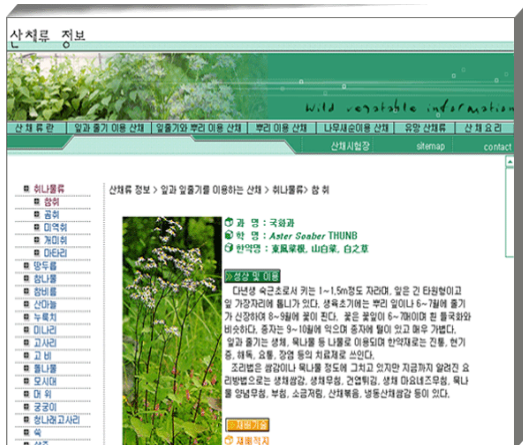 산채류 정보
Wild vegetable information
산 채 류 란 잎과 줄기 이용 산채 잎줄기와 뿌리 이용 산채 뿌리 이용 산채 나무새순이용 산채 유망 산채류 산 채 요 리
산채시험장 sitemap contact
산채류 정보 > 잎과 잎줄기를 이용하는 산채 > 취나물류> 참 취
취나물류
참취
곰취
미역취
개미취
마타리
땅두릅
참나물
참비름
산마늘
누룩치
미나리
고사리
고 비
돌나물
모시대
머 위
궁궁이
청나래고사리
쑥
과 명 : 국화과
학 명 : Aster Soaber THUNB
한약명 : 東風菜根, 山白菜, 白之草
성상 및 이용
다년생 숙근초로서 키는 1~1.5m정도 자라며, 잎은 긴 타원형이고
잎 가장자리에 톱니가 있다. 생육초기에는 뿌리 잎이나 6~7월에 줄기
가 신장하여 8~9월에 꽃이 핀다. 꽃은 꽃잎이 6~7매이며 흰 들국화와
비슷하다. 종자는 9~10월에 익으며 종자에 털이 있고 매우 가볍다.
잎과 줄기는 생채, 묵나물 등 나물로 이용되며 한약재로는 진통, 현기
증, 해독, 요통, 장염 등의 치료제로 쓰인다.
조리법은 쌈감이나 묵나물 정도에 그치고 있지만 지금까지 알려진 요
리방법으로는 생채쌈감, 생채무침, 건엽튀김, 생채 마요네즈무침, 묵나
물 양념무침, 부침, 소금저림, 산채볶음, 냉동산채쌈감 등이 있다.
재배기술
재배적지